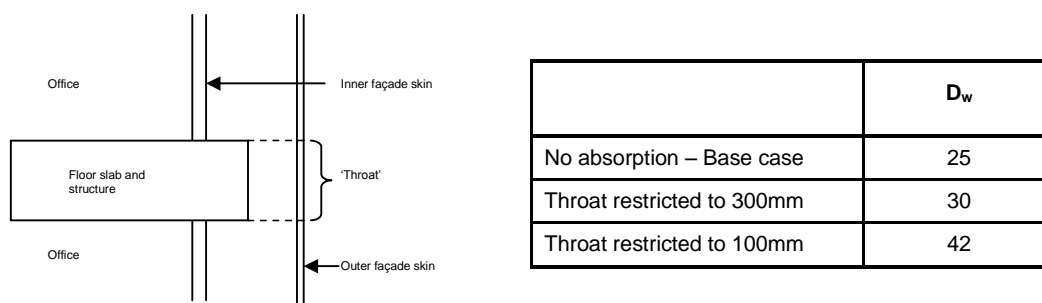 Office
Inner façade skin
Floor slab and
structure
‘Throat’
Office
Outer façade skin
Dw
No absorption – Base case 25
Throat restricted to 300mm 30
Throat restricted to 100mm 42